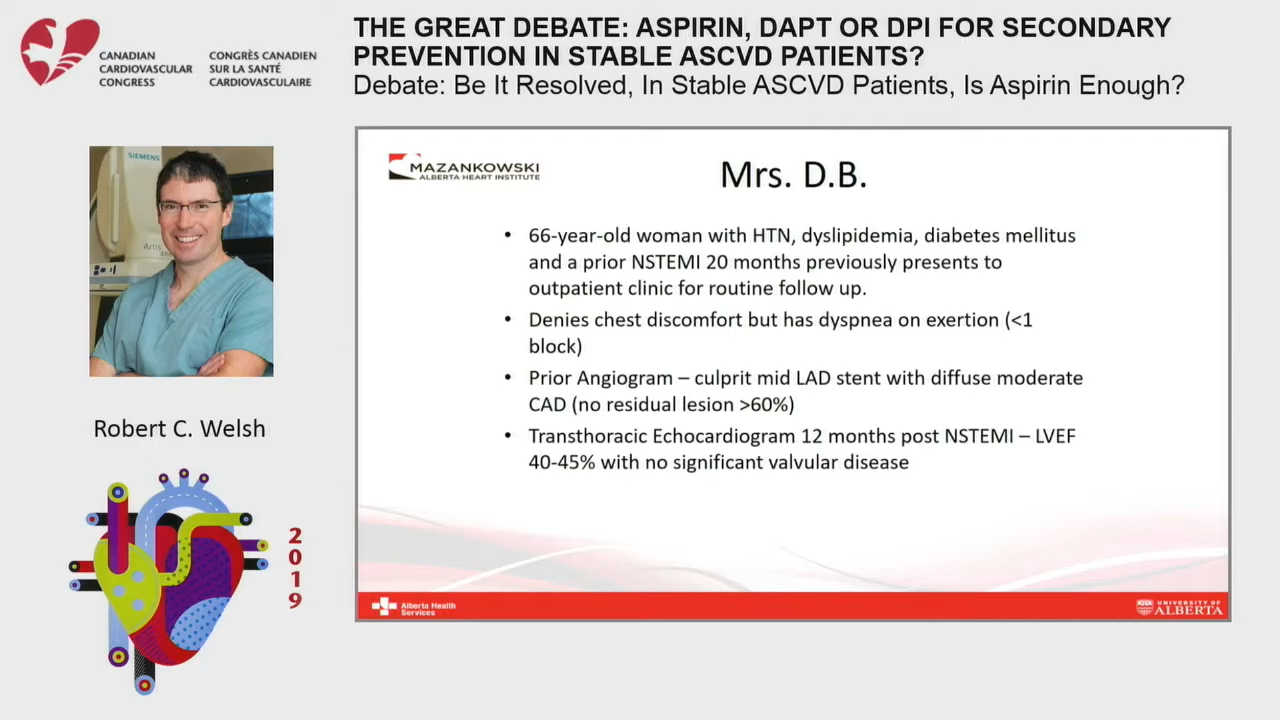 CANADIAN
CARDIOVASCULAR
CONGRESS
CONGRÈS CANADIEN
SUR LA SANTÉ
CARDIOVASCULAIRE
THE GREAT DEBATE: ASPIRIN, DAPT OR DPI FOR SECONDARY
PREVENTION IN STABLE ASCVD PATIENTS?
Debate: Be It Resolved, In Stable ASCVD Patients, Is Aspirin Enough?
SIEMENS
Artis
Robert C. Welsh
2019
MAZANKOWSKI
ALBERTA HEART INSTITUTE
Mrs. D.B.
• 66-year-old woman with HTN, dyslipidemia, diabetes mellitus
and a prior NSTEMI 20 months previously presents to
outpatient clinic for routine follow up.
• Denies chest discomfort but has dyspnea on exertion (<1
block)
• Prior Angiogram – culprit mid LAD stent with diffuse moderate
CAD (no residual lesion >60%)
• Transthoracic Echocardiogram 12 months post NSTEMI – LVEF
40-45% with no significant valvular disease
Alberta Health
Services
UNIVERSITY OF
ALBERTA